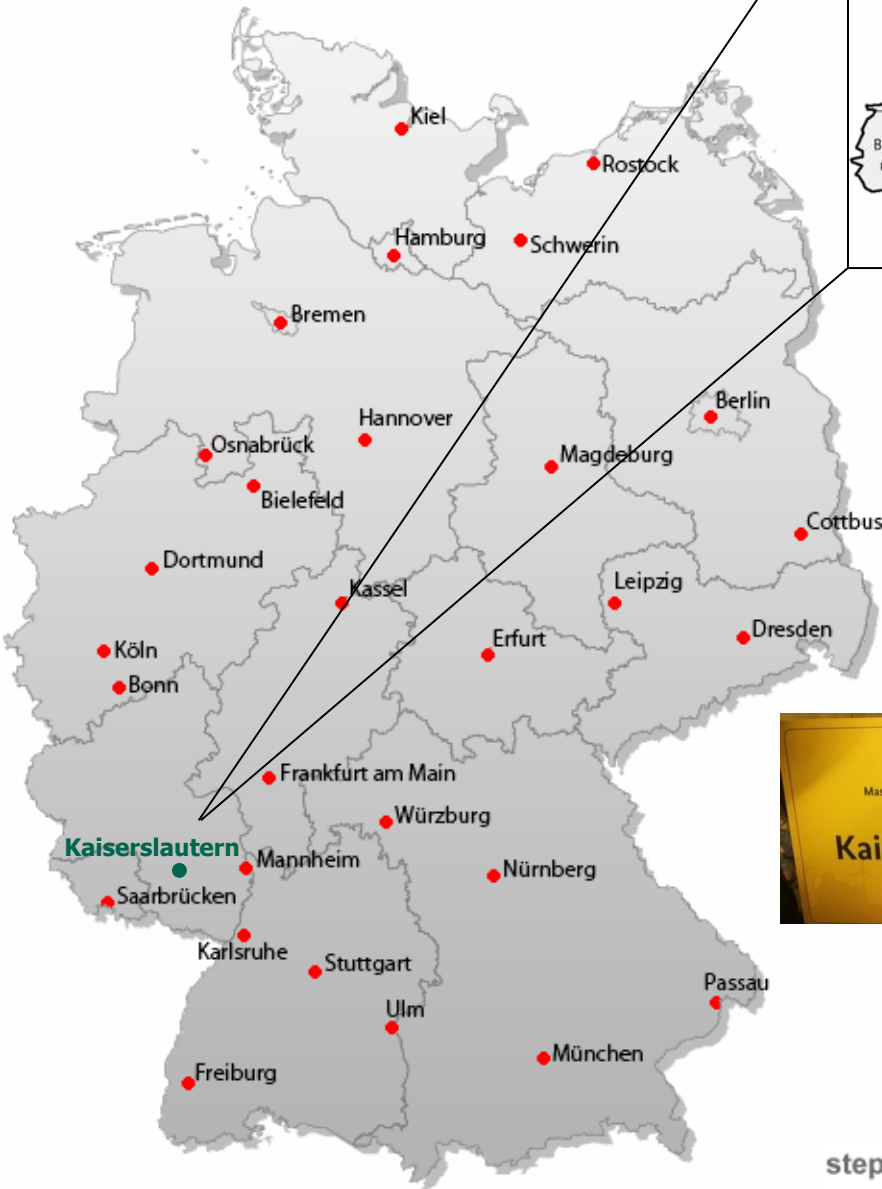 Kiel
Rostock
Hamburg
Schwerin
Bremen
Berlin
Hannover
Osnabrück
Magdeburg
Bielefeld
Cottbus
Dortmund
Leipzig
Kassel
Dresden
Erfurt
Köln
Bonn
Frankfurt am Main
Würzburg
Kaiserslautern
Mannheim
Nürnberg
Saarbrücken
Karlsruhe
Stuttgart
Passau
Ulm
München
Freiburg
Kai
step